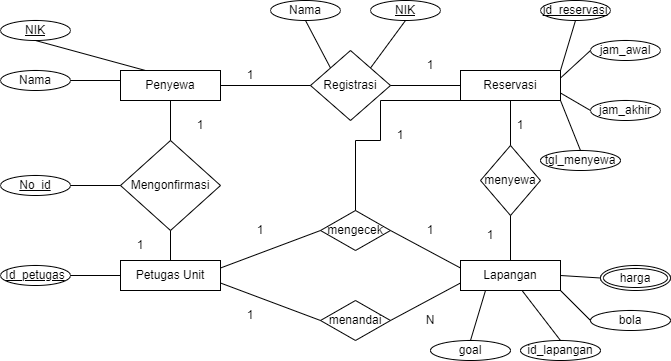 Nama
NIK
id_reservasi
NIK
jam_awal
Nama
Penyewa
1
Registrasi
1
Reservasi
jam_akhir
1
1
1
tgl_menyewa
No_id
Mengonfirmasi
menyewa
1
1
mengecek
1
1
Id_petugas
Petugas Unit
Lapangan
harga
1
menandai
N
bola
goal
id_lapangan